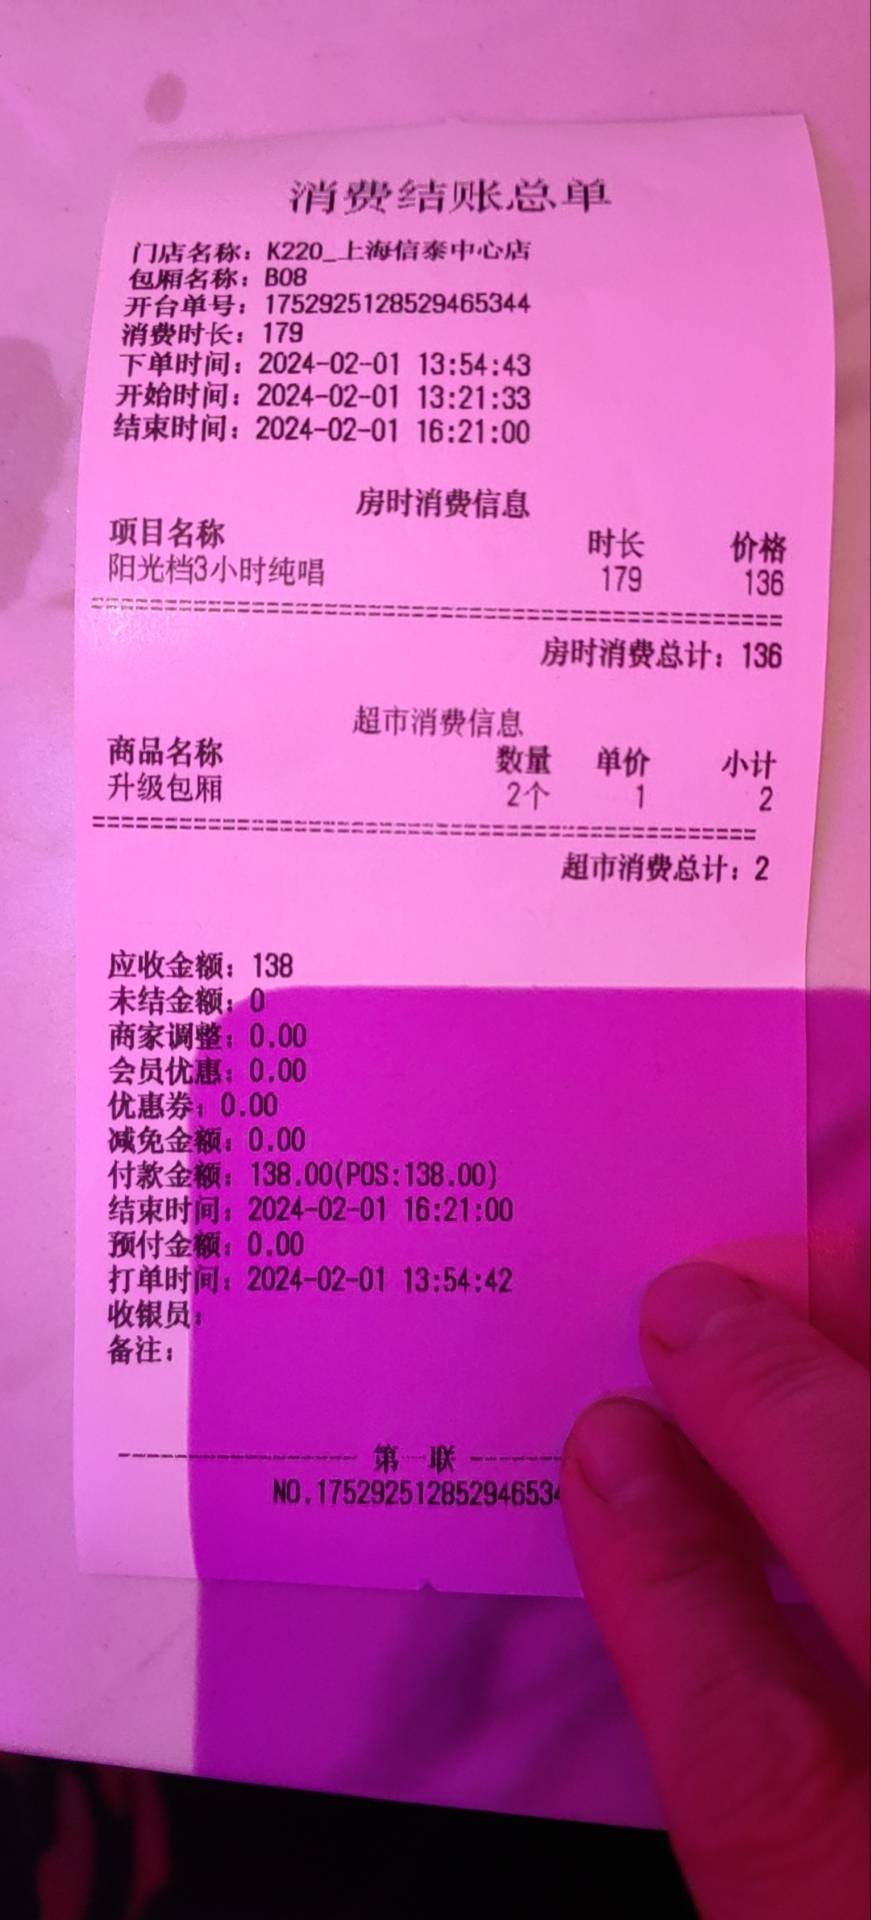 消费结账总单
门店名称：K220_上海信泰中心店
包厢名称：B08
开台单号：1752925128529465344
消费时长：179
下单时间：2024-02-01 13:54:43
开始时间：2024-02-01 13:21:33
结束时间：2024-02-01 16:21:00
房时消费信息
项目名称 时长 价格
阳光档3小时纯唱 179 136
房时消费总计：136
超市消费信息
商品名称 数量 单价 小计
升级包厢 2个 1 2
超市消费总计：2
应收金额：138
未结金额：0
商家调整：0.00
会员优惠：0.00
优惠券：0.00
减免金额：0.00
付款金额：138.00(POS:138.00)
结束时间：2024-02-01 16:21:00
预付金额：0.00
打单时间：2024-02-01 13:54:42
收银员：
备注：
第一联
NO.175292512852946534